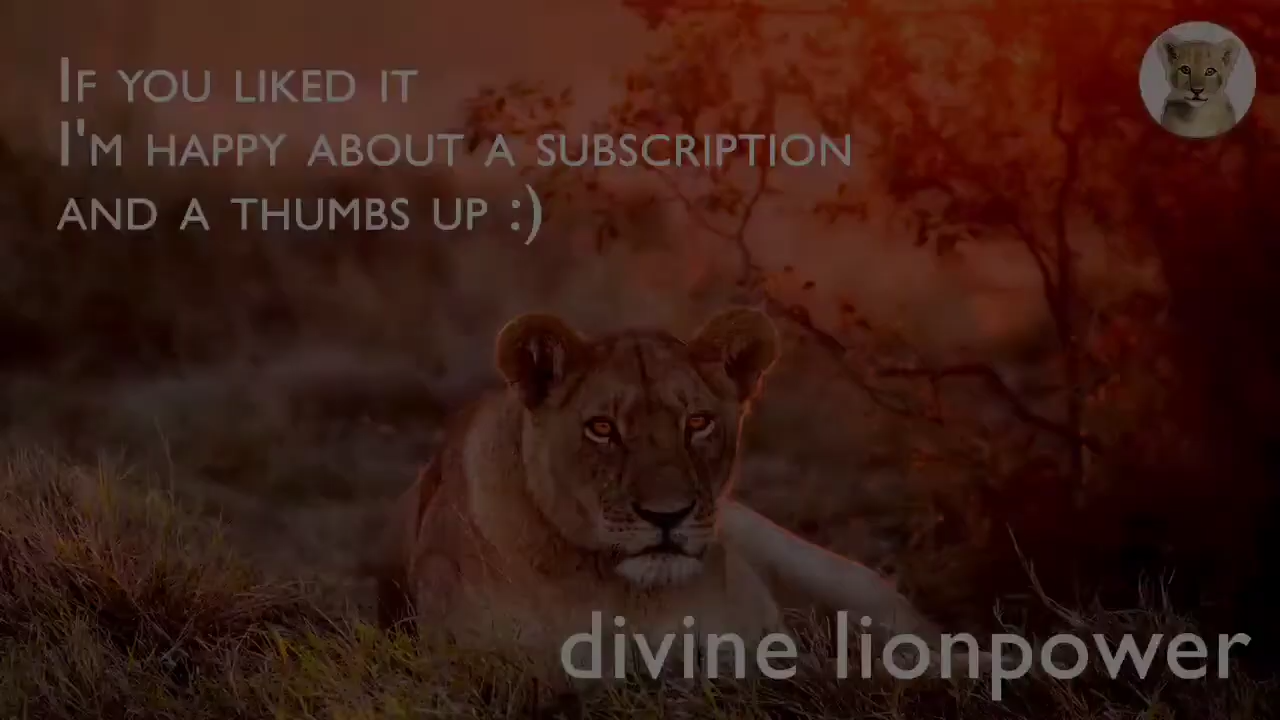 If you liked it
I'm happy about a subscription
and a thumbs up :)
divine lionpower